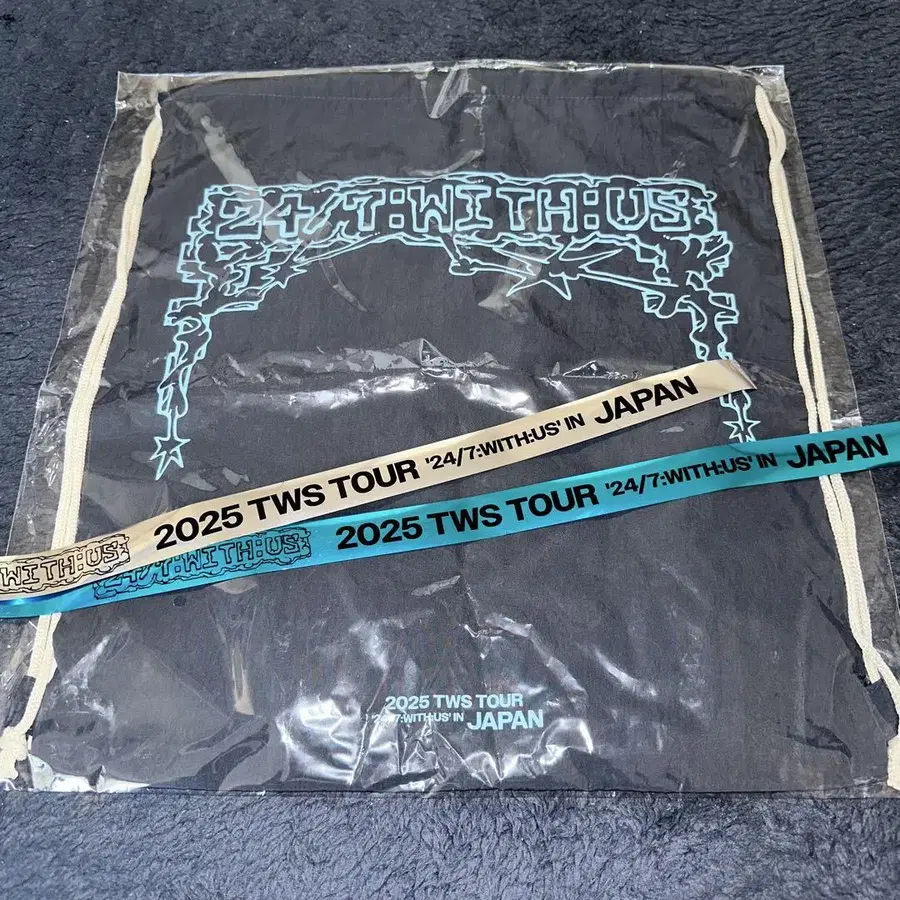 24/7:WITH:US
2025 TWS TOUR '24/7:WITH:US' IN JAPAN
WITH:US
2025 TWS TOUR '24/7:WITH:US' IN JAPAN
24/7:WITH:US
2025 TWS TOUR
'24/7:WITH:US' IN JAPAN